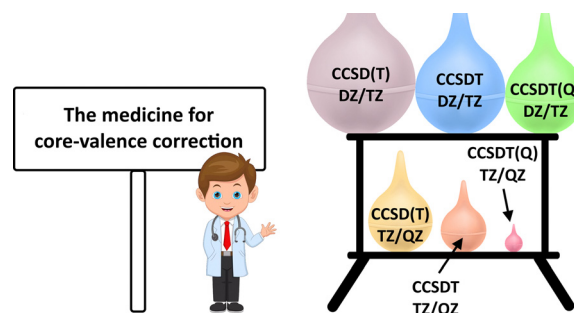 The medicine for
core-valence correction
CCSD(T)
DZ/TZ
CCSDT
DZ/TZ
CCSDT(Q
DZ/TZ
CCSDT(Q)
TZ/QZ
CCSD(T)
TZ/QZ
CCSDT
TZ/QZ